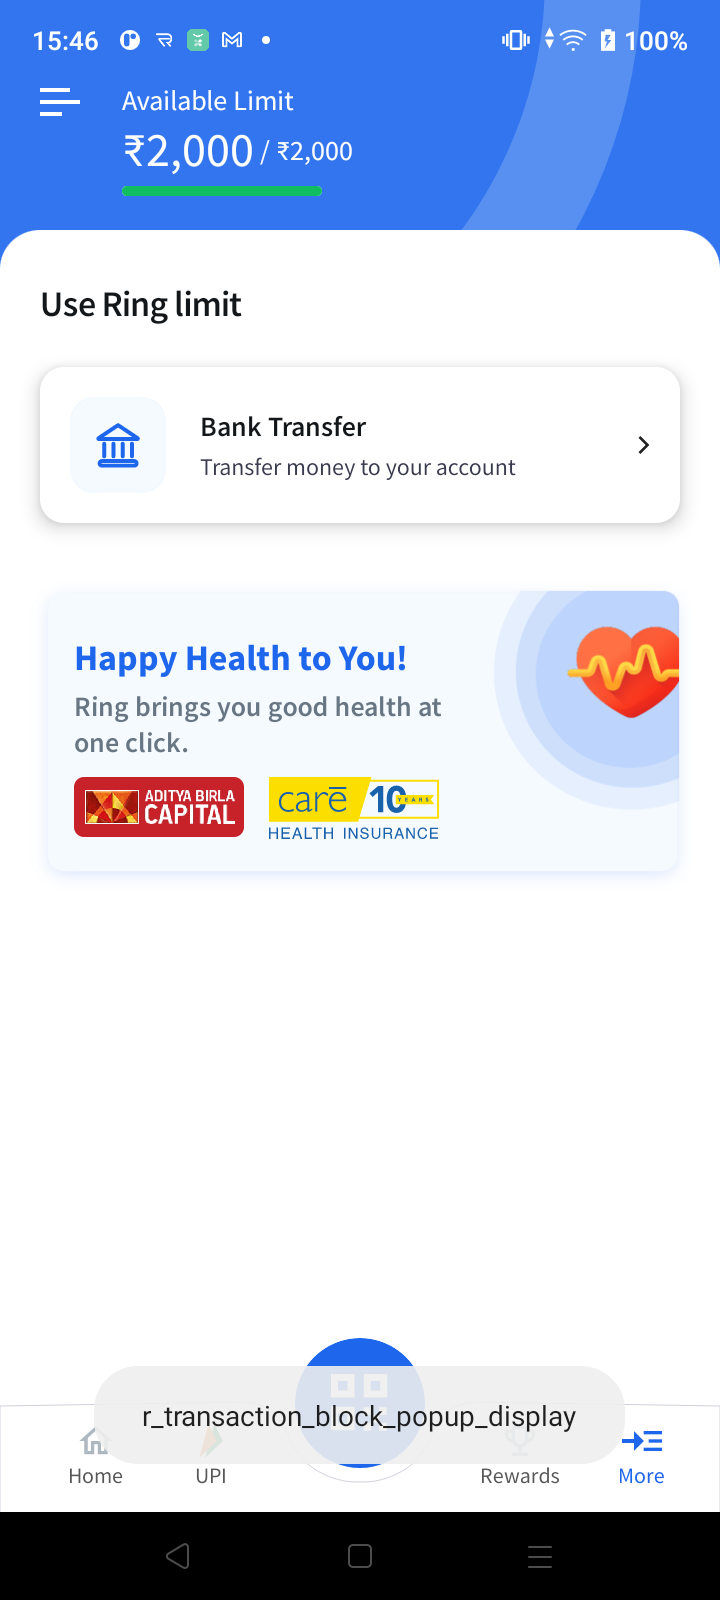 15:46
100%
Available Limit
₹2,000 / ₹2,000
Use Ring limit
Bank Transfer
Transfer money to your account
Happy Health to You!
Ring brings you good health at
one click.
ADITYA BIRLA
CAPITAL
carē
10
YEARS
HEALTH INSURANCE
r_transaction_block_popup_display
Home
UPI
Rewards
More